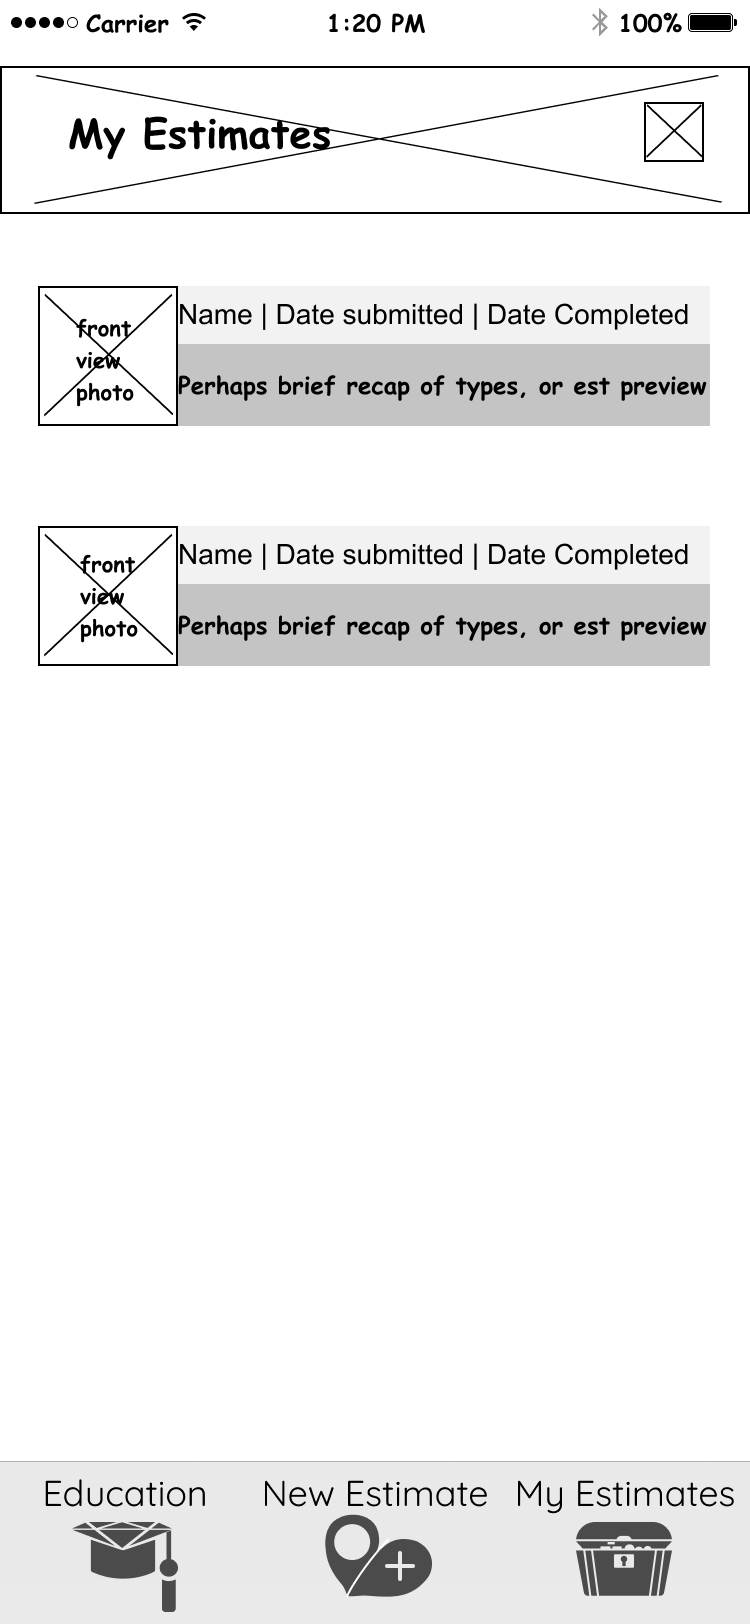 Carrier 1:20 PM 100%
My Estimates
front
view
photo
Name | Date submitted | Date Completed
Perhaps brief recap of types, or est preview
front
view
photo
Name | Date submitted | Date Completed
Perhaps brief recap of types, or est preview
Education New Estimate My Estimates